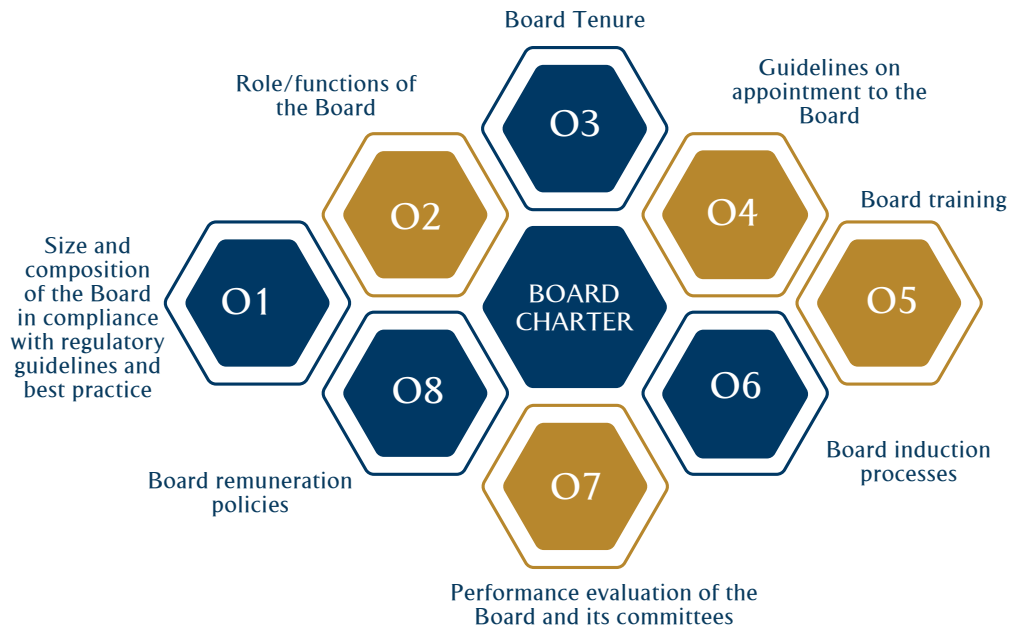 Board Tenure
O3
Role/functions of
the Board
O2
Guidelines on
appointment to the
Board
O4
Board training
O5
Size and
composition
of the Board
in compliance
with regulatory
guidelines and
best practice
O1
BOARD
CHARTER
O8
Board remuneration
policies
O6
Board induction
processes
O7
Performance evaluation of the
Board and its committees